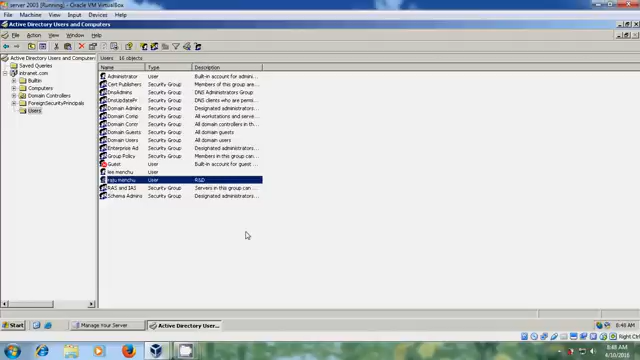 server 2003 [Running] - Oracle VM VirtualBox
File Machine View Input Devices Help
Active Directory Users and Computers
File Action View Window Help
Active Directory Users and Computers
Saved Queries
intranet.com
Builtin
Computers
Domain Controllers
ForeignSecurityPrincipals
Users
Users 16 objects
Name Type Description
Administrator User Built-in account for admini...
Cert Publishers Security Group Members of this group are...
DnsAdmins Security Group DNS Administrators Group
DnsUpdatePr Security Group DNS clients who are permis...
Domain Admins Security Group Designated administrators...
Domain Comp Security Group All workstations and serve...
Domain Contr Security Group All domain controllers in th...
Domain Guests Security Group All domain guests
Domain Users Security Group All domain users
Enterprise Ad Security Group Designated administrators...
Group Policy Security Group Members in this group can...
Guest User Built-in account for guest ...
lee menchu User
raju menchu User R&D
RAS and IAS Security Group Servers in this group can ...
Schema Admins Security Group Designated administrators...
Start Manage Your Server Active Directory User... 8:48 AM
Right Ctrl
8:48 AM
4/10/2018